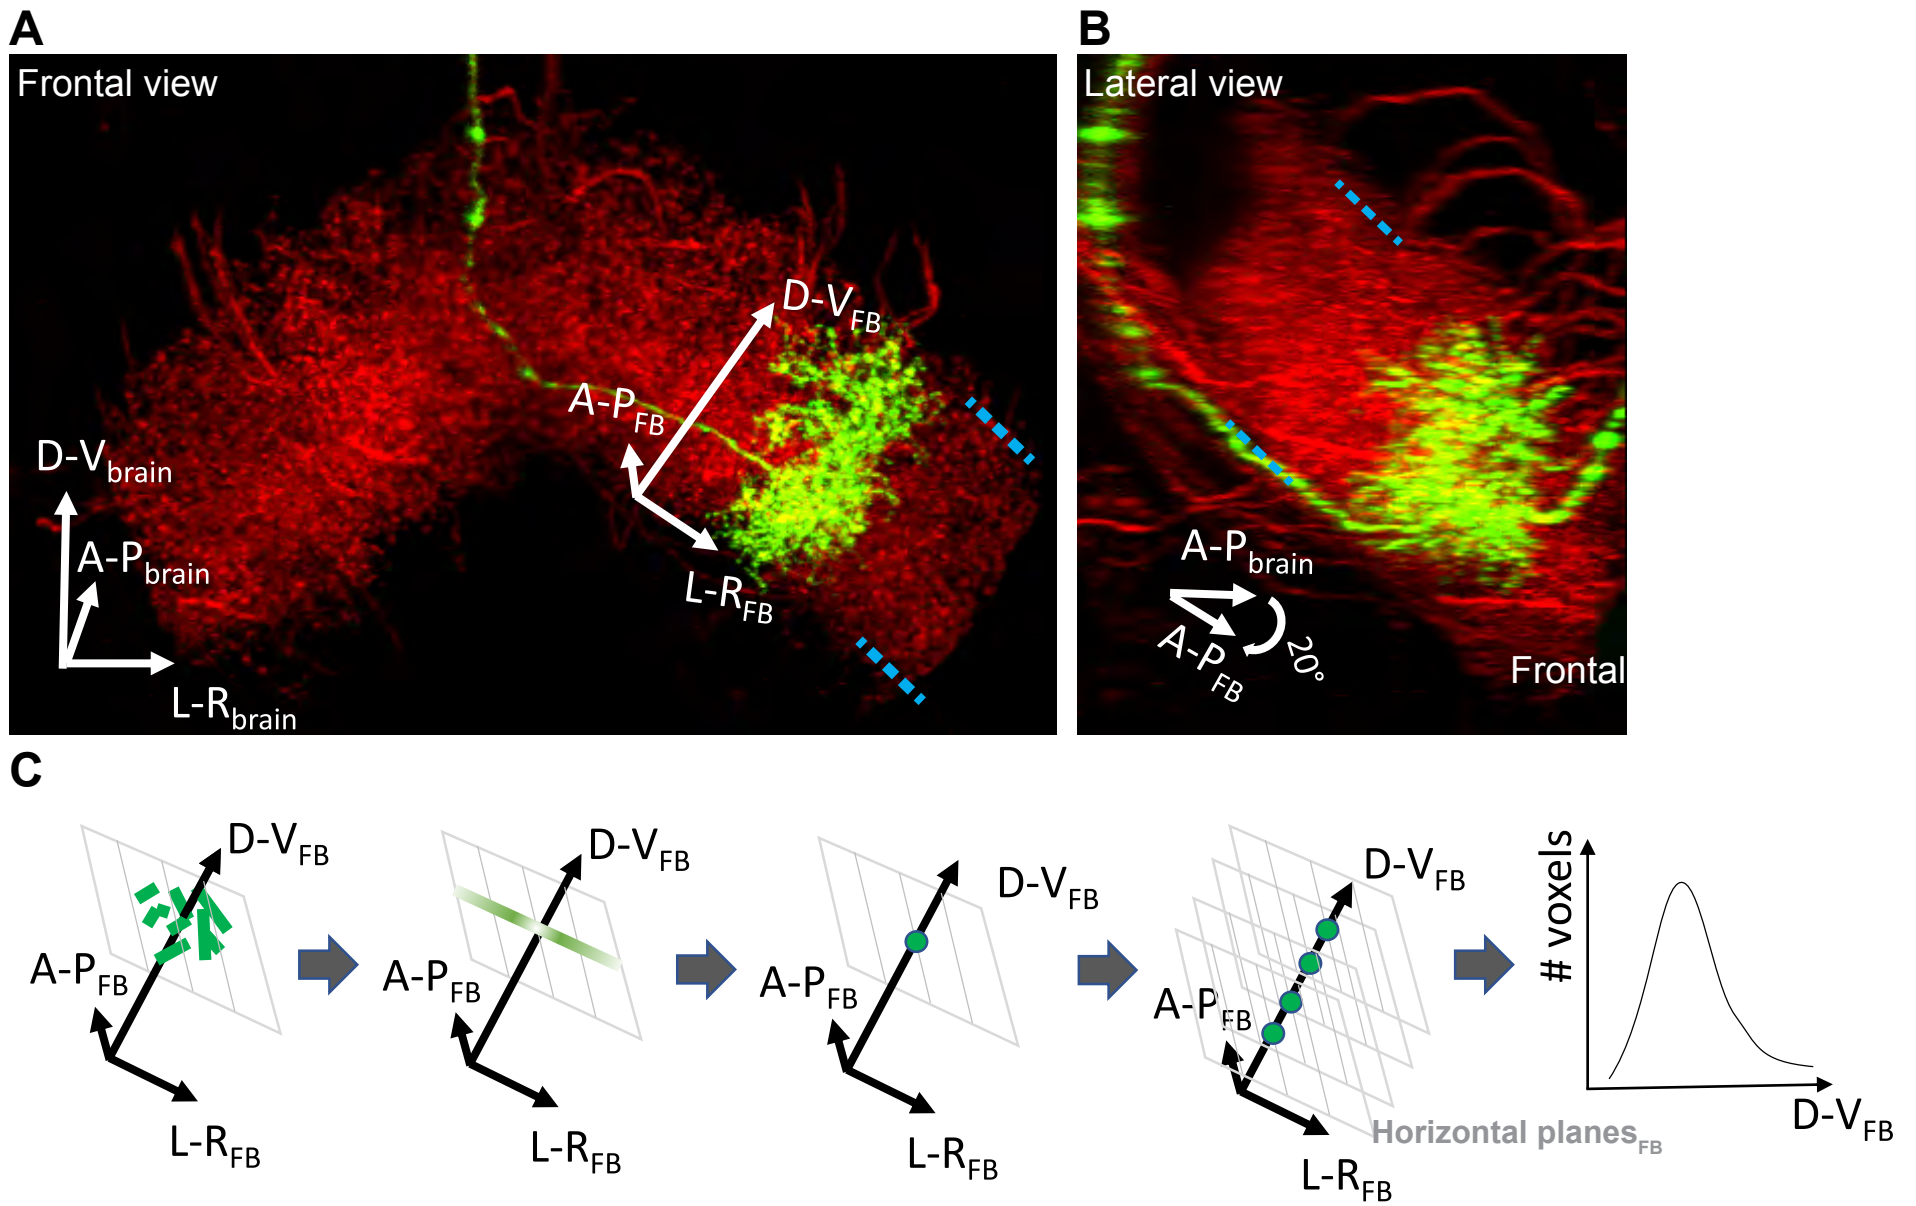 A
Frontal view
D-VFB
A-PFB
L-RFB
D-Vbrain
A-Pbrain
L-Rbrain
B
Lateral view
A-Pbrain
A-PFB
20°
Frontal
C
D-VFB
A-PFB
L-RFB
D-VFB
A-PFB
L-RFB
D-VFB
A-PFB
L-RFB
D-VFB
A-PFB
Horizontal planesFB
L-RFB
# voxels
D-VFB